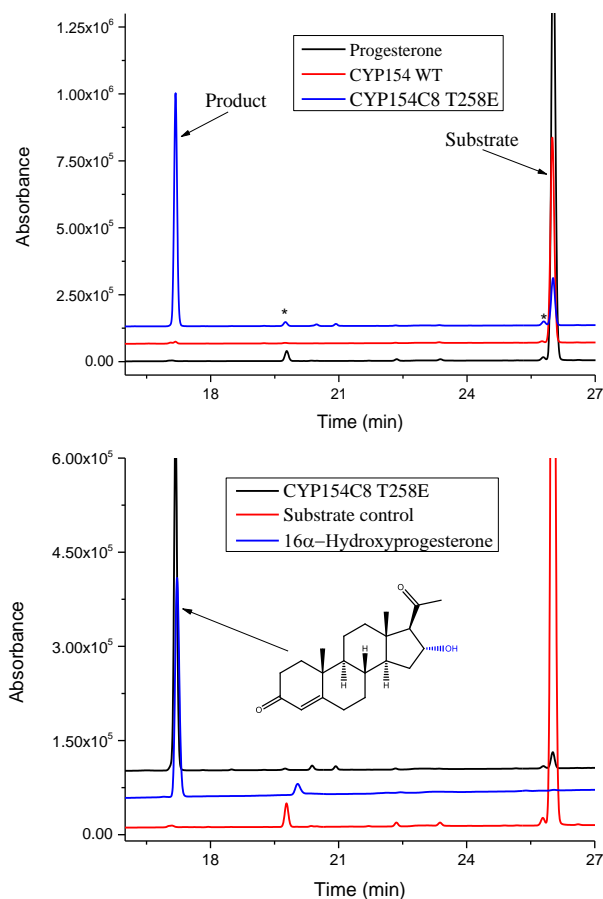 1.25x10⁶
Progesterone
CYP154 WT
CYP154C8 T258E
1.00x10⁶
Product
Substrate
7.50x10⁵
Absorbance
5.00x10⁵
2.50x10⁵
* *
0.00
18 21 24 27
Time (min)
6.00x10⁵
CYP154C8 T258E
Substrate control
16α−Hydroxyprogesterone
4.50x10⁵
Absorbance
3.00x10⁵
O
OH
H H
H H
O
1.50x10⁵
0.00
18 21 24 27
Time (min)